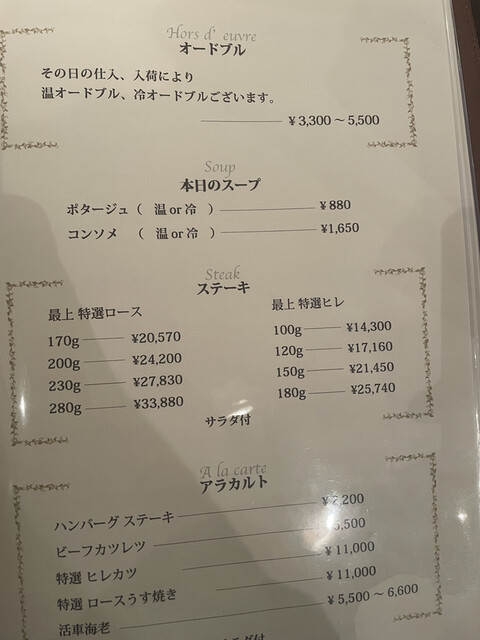 Hors d' euvre
オードブル
その日の仕入、入荷により
温オードブル、冷オードブルございます。
¥3,300～5,500
Soup
本日のスープ
ポタージュ（ 温 or 冷 ） ¥880
コンソメ （ 温 or 冷 ） ¥1,650
Steak
ステーキ
最上 特選ロース
170g ¥20,570
200g ¥24,200
230g ¥27,830
280g ¥33,880
最上 特選ヒレ
100g ¥14,300
120g ¥17,160
150g ¥21,450
180g ¥25,740
サラダ付
A la carte
アラカルト
ハンバーグ ステーキ ,200
ビーフカツレツ ,500
特選 ヒレカツ ¥11,000
特選 ロースうす焼き ¥11,000
活車海老 ¥5,500～6,600
ラダ付